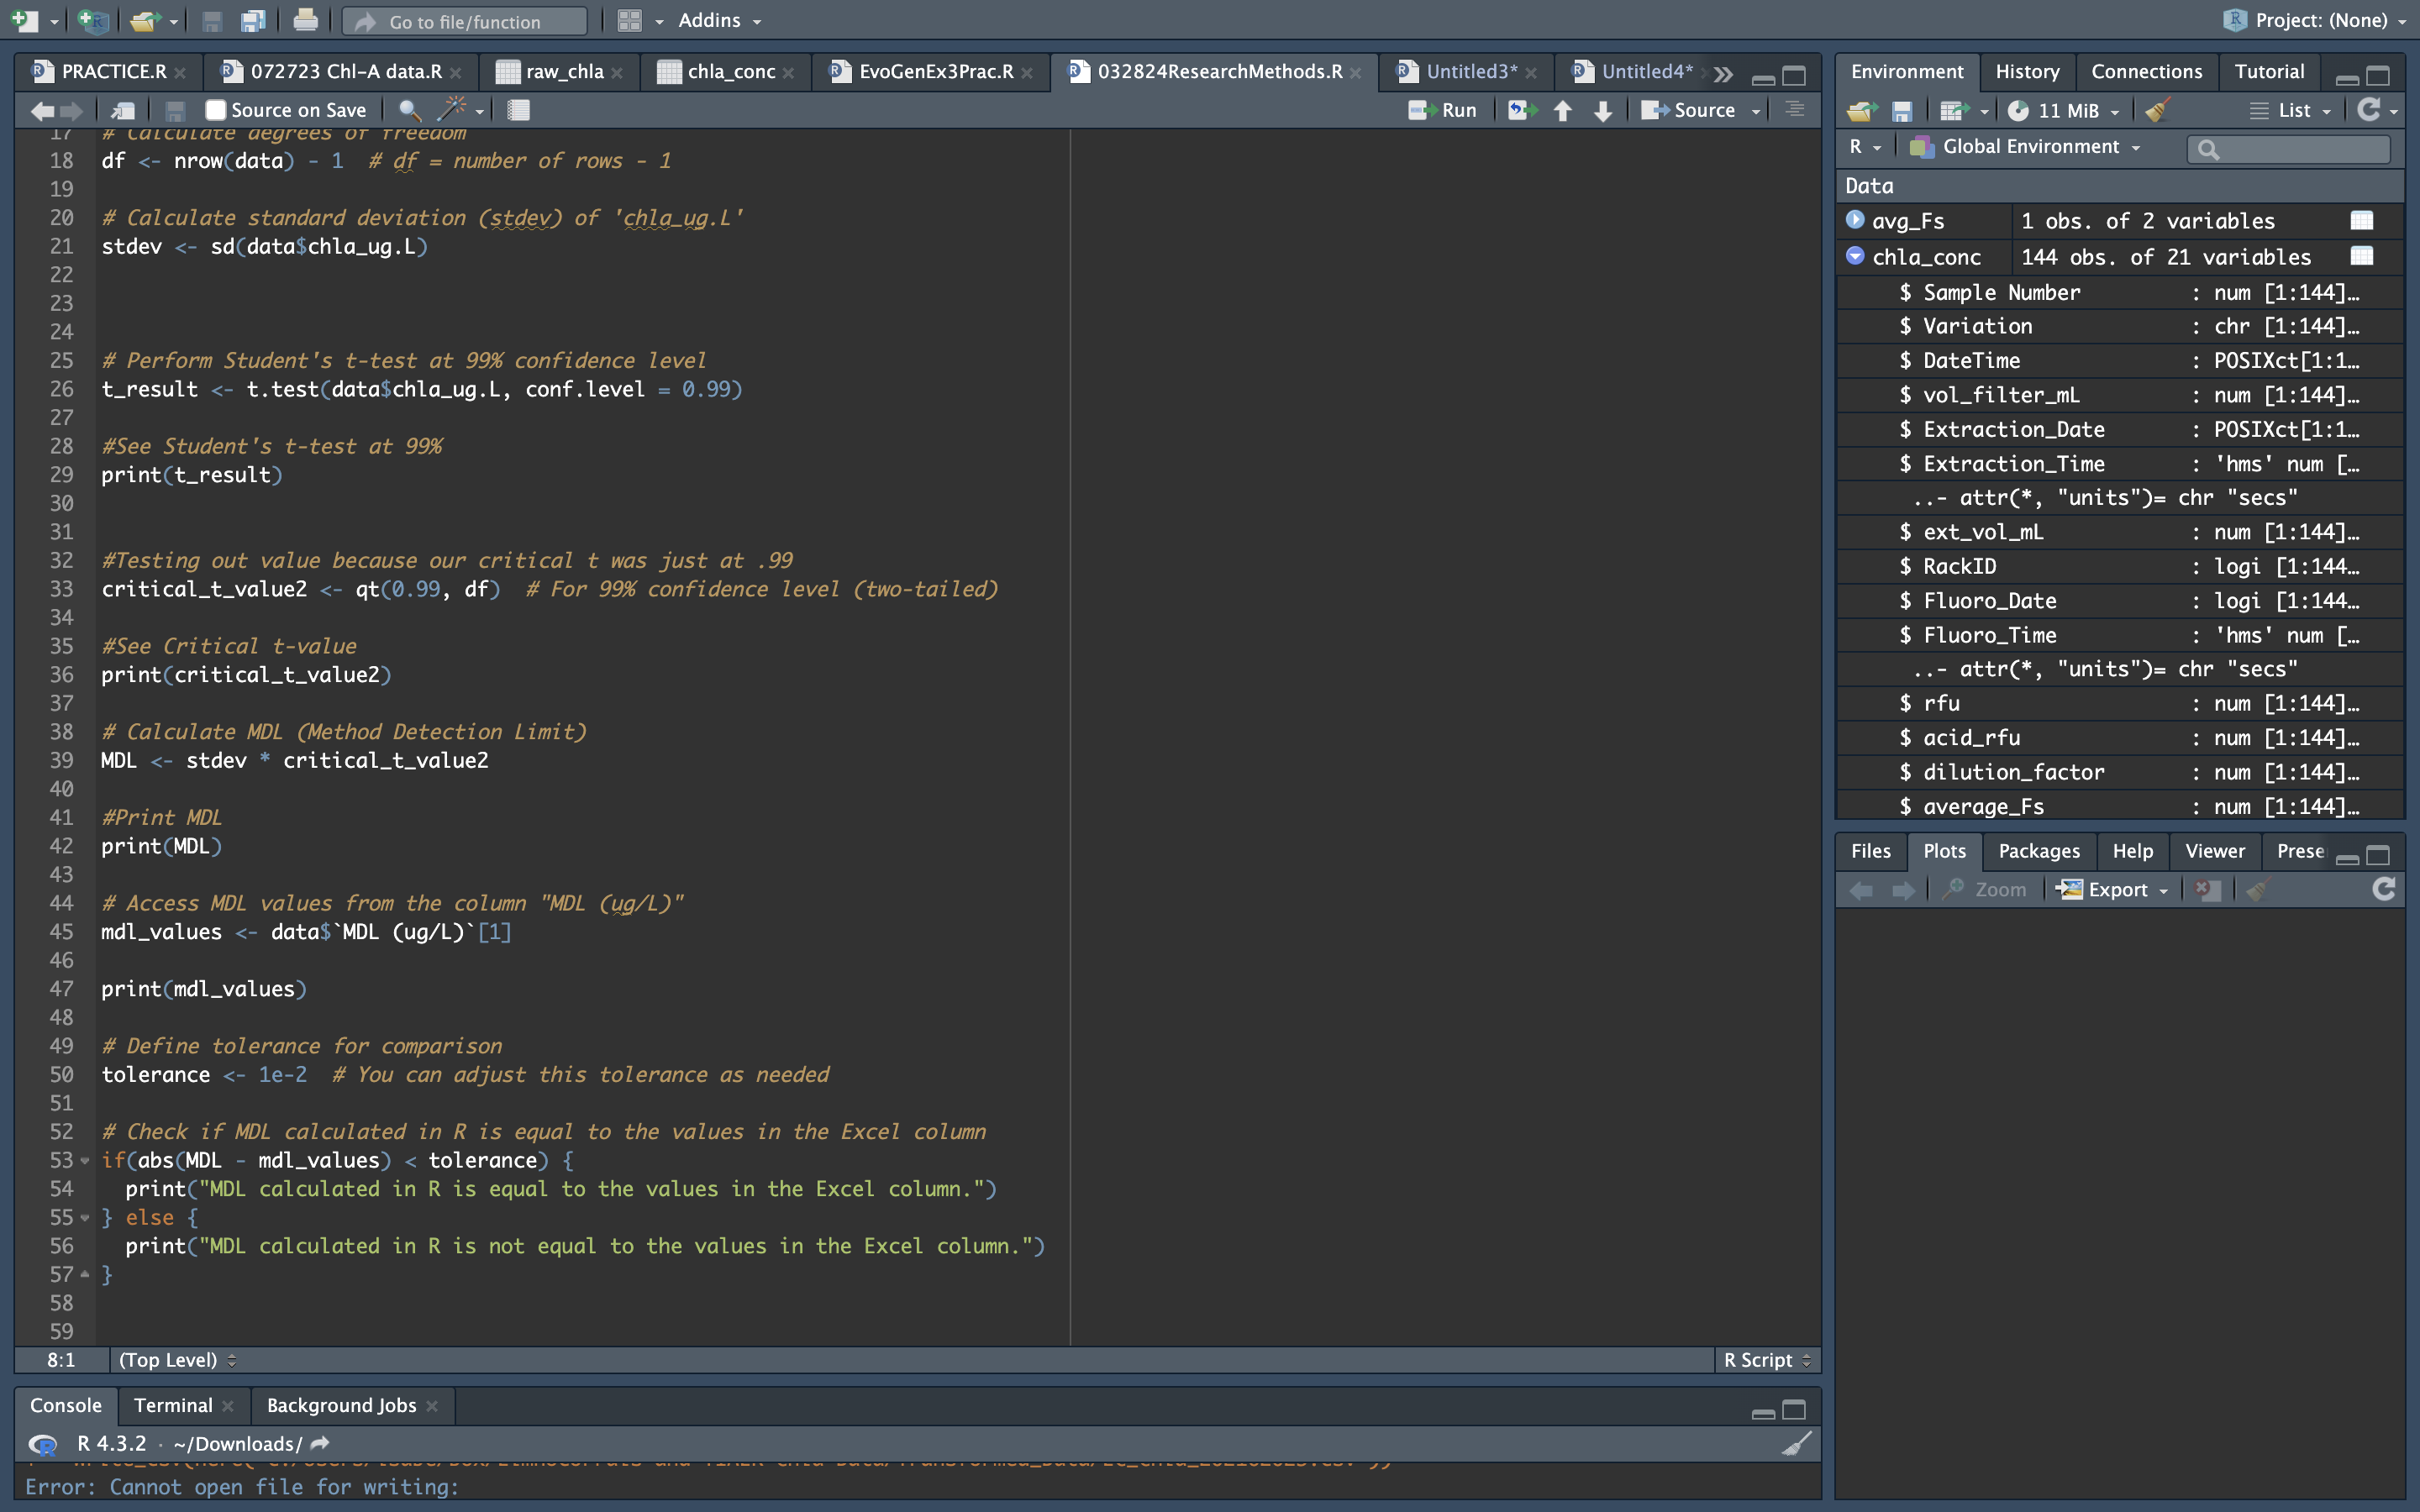 Go to file/function
Addins
Project: (None)
PRACTICE.R
072723 Chl-A data.R
raw_chla
chla_conc
EvoGenEx3Prac.R
032824ResearchMethods.R
Untitled3*
Untitled4*
Source on Save
Run
Source
17 # Calculate degrees of freedom
18 df <- nrow(data) - 1  # df = number of rows - 1
19
20 # Calculate standard deviation (stdev) of 'chla_ug.L'
21 stdev <- sd(data$chla_ug.L)
22
23
24
25 # Perform Student's t-test at 99% confidence level
26 t_result <- t.test(data$chla_ug.L, conf.level = 0.99)
27
28 #See Student's t-test at 99%
29 print(t_result)
30
31
32 #Testing out value because our critical t was just at .99
33 critical_t_value2 <- qt(0.99, df)  # For 99% confidence level (two-tailed)
34
35 #See Critical t-value
36 print(critical_t_value2)
37
38 # Calculate MDL (Method Detection Limit)
39 MDL <- stdev * critical_t_value2
40
41 #Print MDL
42 print(MDL)
43
44 # Access MDL values from the column "MDL (ug/L)"
45 mdl_values <- data$`MDL (ug/L)`[1]
46
47 print(mdl_values)
48
49 # Define tolerance for comparison
50 tolerance <- 1e-2  # You can adjust this tolerance as needed
51
52 # Check if MDL calculated in R is equal to the values in the Excel column
53 if(abs(MDL - mdl_values) < tolerance) {
54   print("MDL calculated in R is equal to the values in the Excel column.")
55 } else {
56   print("MDL calculated in R is not equal to the values in the Excel column.")
57 }
58
59
8:1 (Top Level)
R Script
Console
Terminal
Background Jobs
R 4.3.2 · ~/Downloads/
Error: Cannot open file for writing:
Environment
History
Connections
Tutorial
11 MiB
List
R
Global Environment
Data
avg_Fs 1 obs. of 2 variables
chla_conc 144 obs. of 21 variables
$ Sample Number : num [1:144]…
$ Variation : chr [1:144]…
$ DateTime : POSIXct[1:1…
$ vol_filter_mL : num [1:144]…
$ Extraction_Date : POSIXct[1:1…
$ Extraction_Time : 'hms' num […
..- attr(*, "units")= chr "secs"
$ ext_vol_mL : num [1:144]…
$ RackID : logi [1:144…
$ Fluoro_Date : logi [1:144…
$ Fluoro_Time : 'hms' num […
..- attr(*, "units")= chr "secs"
$ rfu : num [1:144]…
$ acid_rfu : num [1:144]…
$ dilution_factor : num [1:144]…
$ average_Fs : num [1:144]…
Files
Plots
Packages
Help
Viewer
Prese
Zoom
Export